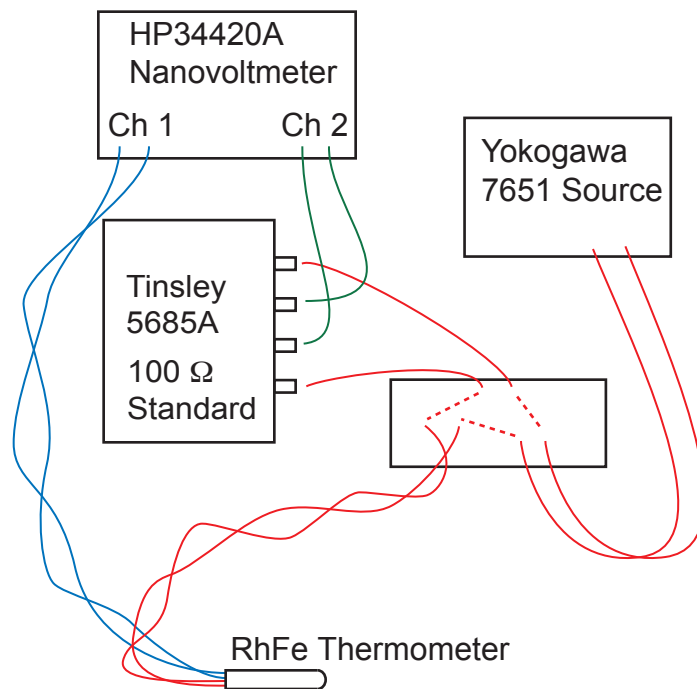 HP34420A
Nanovoltmeter
Ch 1 Ch 2
Yokogawa
7651 Source
Tinsley
5685A
100 Ω
Standard
RhFe Thermometer